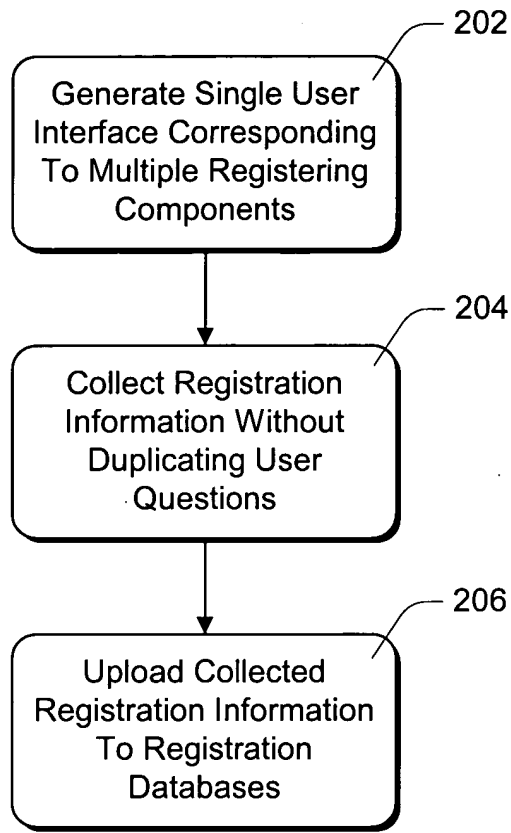 202
Generate Single User
Interface Corresponding
To Multiple Registering
Components
204
Collect Registration
Information Without
Duplicating User
Questions
206
Upload Collected
Registration Information
To Registration
Databases